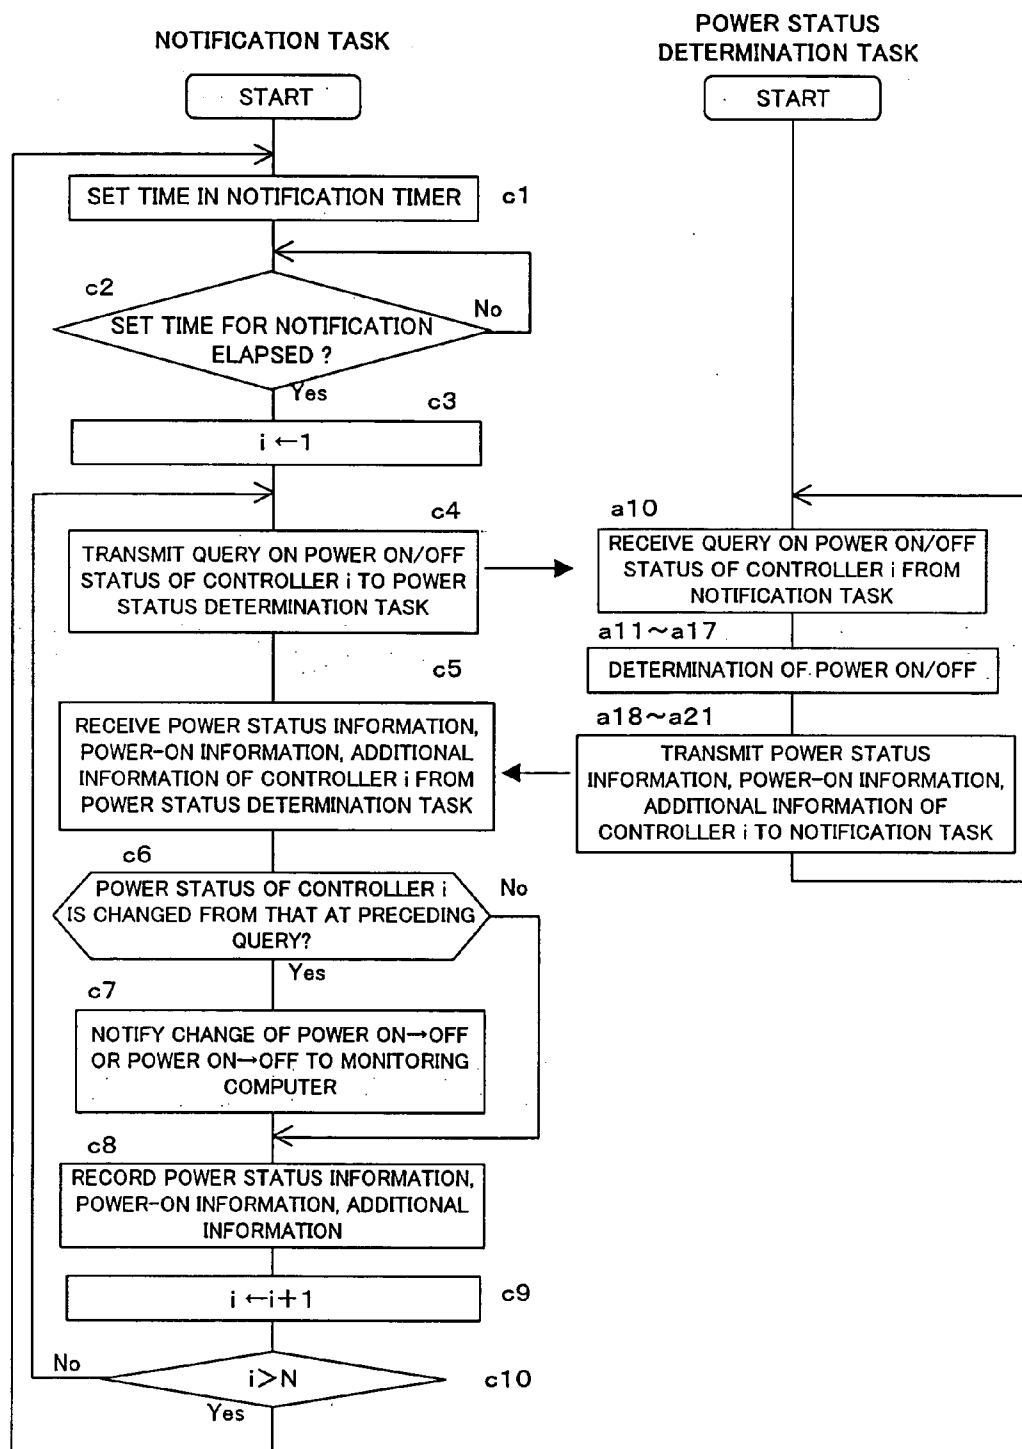 NOTIFICATION TASK
START
SET TIME IN NOTIFICATION TIMER
c1
c2
SET TIME FOR NOTIFICATION
ELAPSED ?
No
Yes
c3
i ←1
c4
TRANSMIT QUERY ON POWER ON/OFF
STATUS OF CONTROLLER i TO POWER
STATUS DETERMINATION TASK
c5
RECEIVE POWER STATUS INFORMATION,
POWER-ON INFORMATION, ADDITIONAL
INFORMATION OF CONTROLLER i FROM
POWER STATUS DETERMINATION TASK
c6
POWER STATUS OF CONTROLLER i
IS CHANGED FROM THAT AT PRECEDING
QUERY?
No
Yes
c7
NOTIFY CHANGE OF POWER ON→OFF
OR POWER ON→OFF TO MONITORING
COMPUTER
c8
RECORD POWER STATUS INFORMATION,
POWER-ON INFORMATION, ADDITIONAL
INFORMATION
i ←i+1
c9
No
i>N
c10
Yes
POWER STATUS
DETERMINATION TASK
START
a10
RECEIVE QUERY ON POWER ON/OFF
STATUS OF CONTROLLER i FROM
NOTIFICATION TASK
a11~a17
DETERMINATION OF POWER ON/OFF
a18~a21
TRANSMIT POWER STATUS
INFORMATION, POWER-ON INFORMATION,
ADDITIONAL INFORMATION OF
CONTROLLER i TO NOTIFICATION TASK